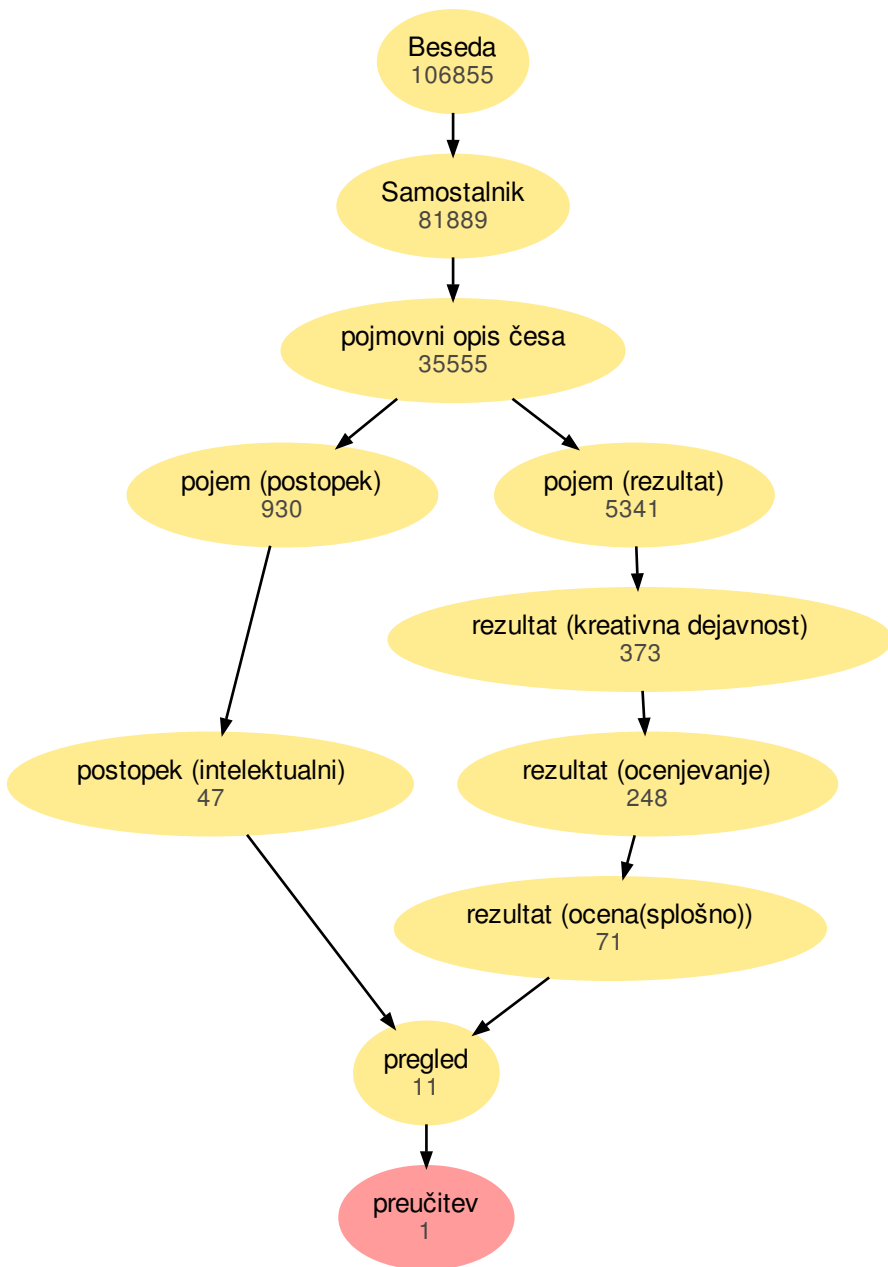 Beseda
106855
Samostalnik
81889
pojmovni opis česa
35555
pojem (postopek)
930
pojem (rezultat)
5341
rezultat (kreativna dejavnost)
373
postopek (intelektualni)
47
rezultat (ocenjevanje)
248
rezultat (ocena(splošno))
71
pregled
11
preučitev
1